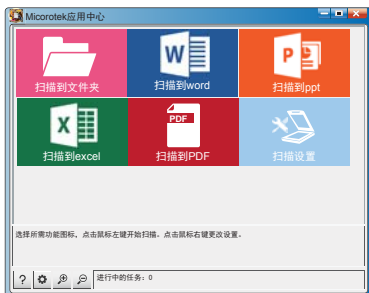 Micorotek应用中心
扫描到文件夹
W
扫描到word
P
扫描到ppt
X
扫描到excel
PDF
扫描到PDF
扫描设置
选择所需功能图标，点击鼠标左键开始扫描。点击鼠标右键更改设置。
?
进行中的任务：0